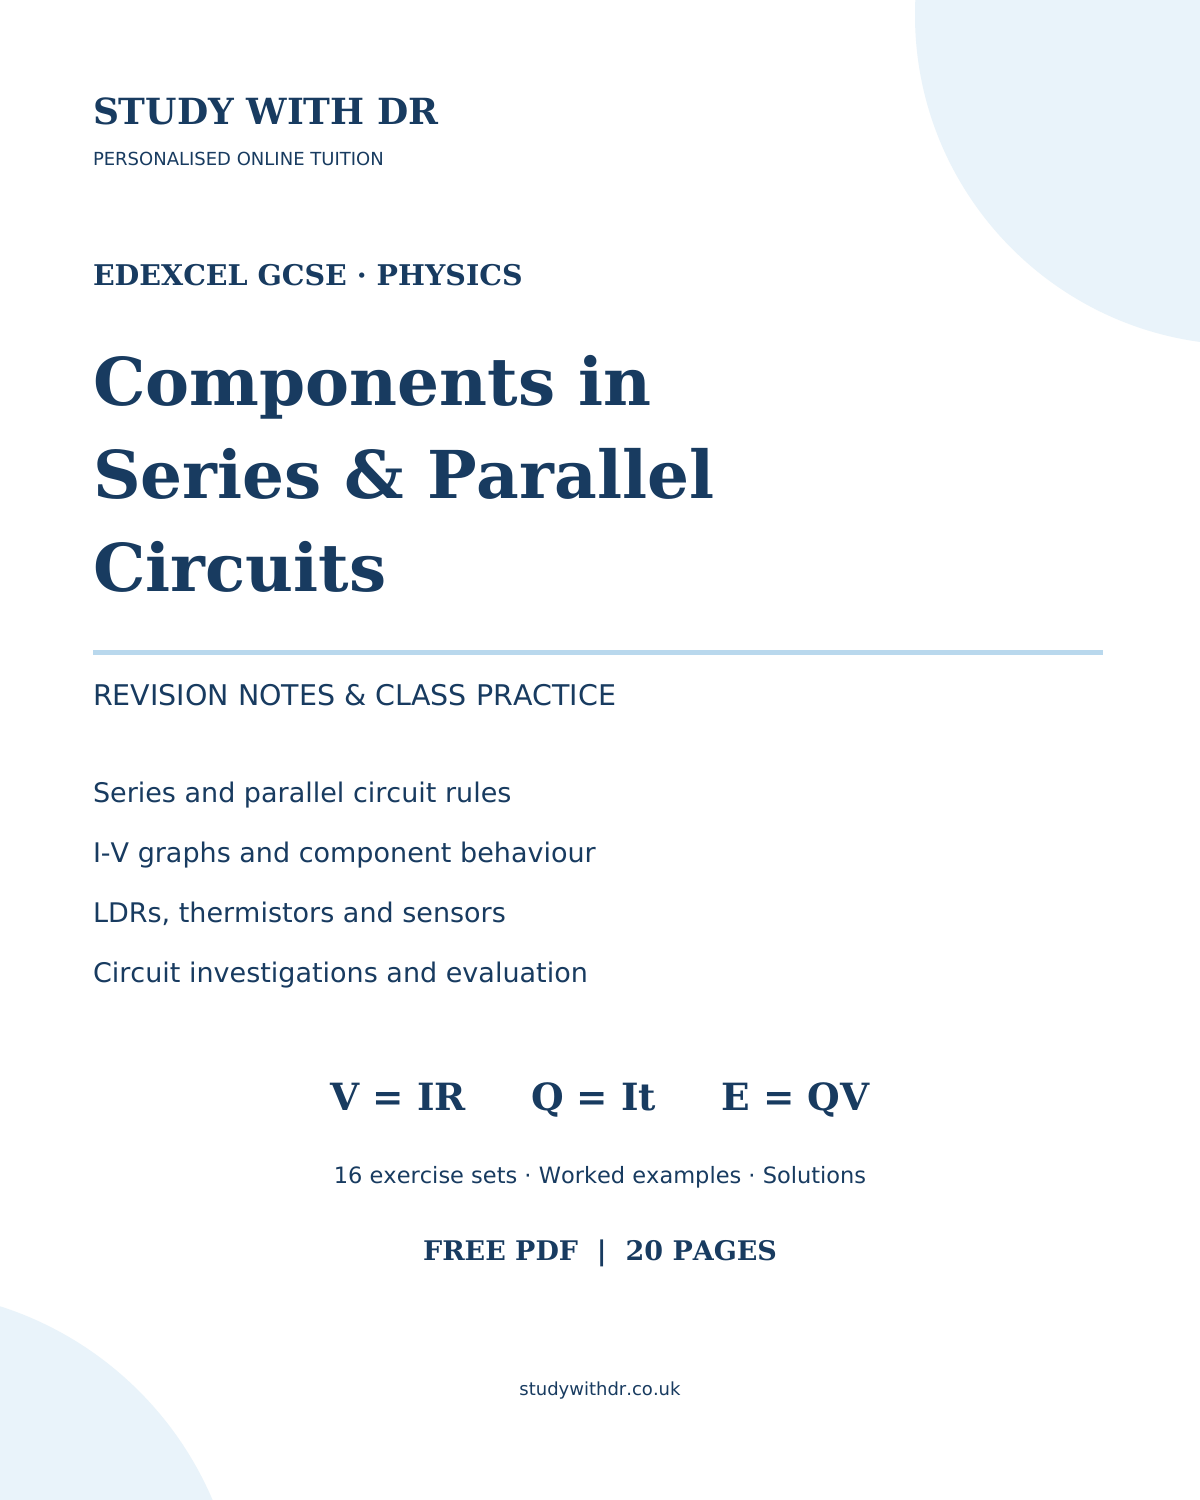 STUDY WITH DR
PERSONALISED ONLINE TUITION
EDEXCEL GCSE · PHYSICS
Components in
Series & Parallel
Circuits
REVISION NOTES & CLASS PRACTICE
Series and parallel circuit rules
I-V graphs and component behaviour
LDRs, thermistors and sensors
Circuit investigations and evaluation
V = IR Q = It E = QV
16 exercise sets · Worked examples · Solutions
FREE PDF | 20 PAGES
studywithdr.co.uk